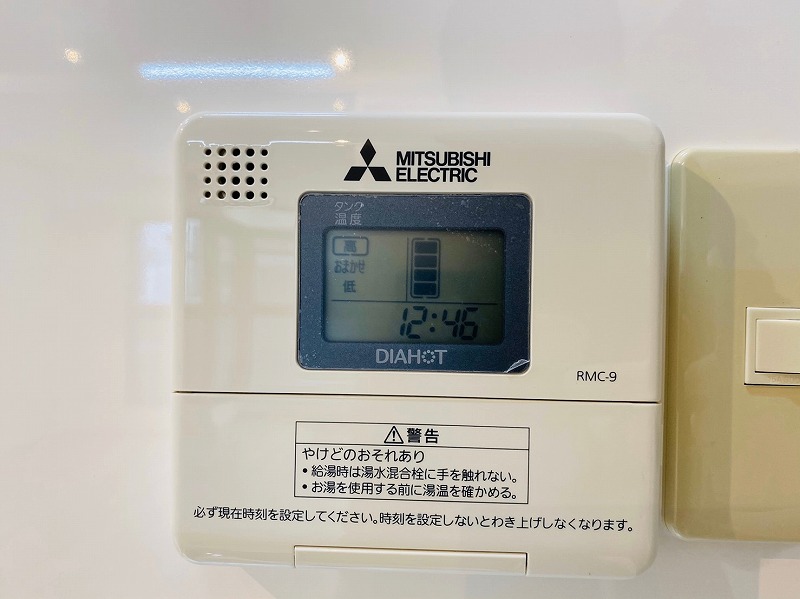 MITSUBISHI
ELECTRIC
タンク
温度
高
おまかせ
低
12:46
DIAHOT
RMC-9
⚠警告
やけどのおそれあり
・給湯時は湯水混合栓に手を触れない。
・お湯を使用する前に湯温を確かめる。
必ず現在時刻を設定してください。時刻を設定しないとわき上げしなくなります。